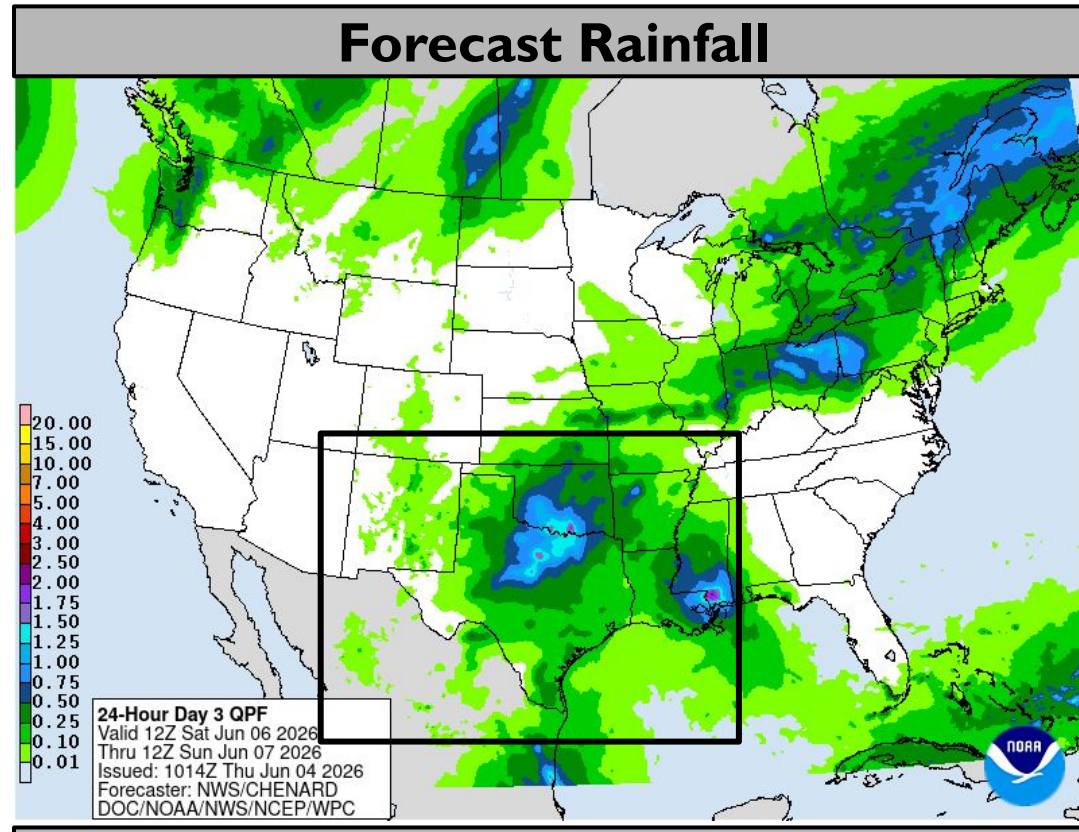 Forecast Rainfall
20.00
15.00
10.00
7.00
5.00
4.00
3.00
2.50
2.00
1.75
1.50
1.25
1.00
0.75
0.50
0.25
0.10
0.01
24-Hour Day 3 QPF
Valid 12Z Sat Jun 06 2026
Thru 12Z Sun Jun 07 2026
Issued: 1014Z Thu Jun 04 2026
Forecaster: NWS/CHENARD
DOC/NOAA/NWS/NCEP/WPC
NOAA